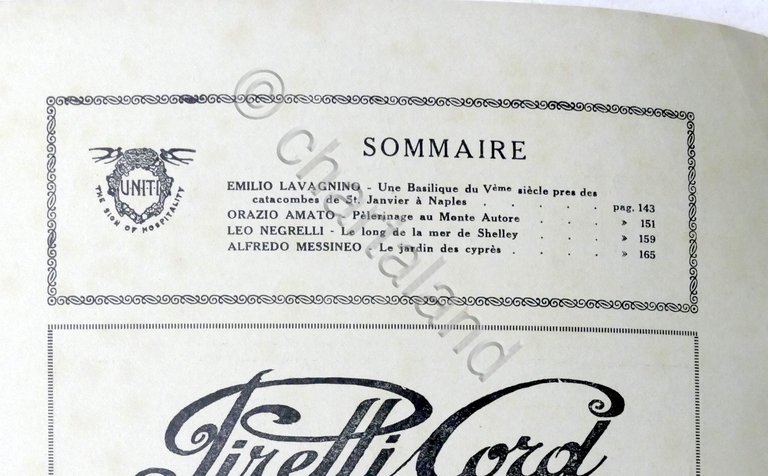 SOMMAIRE
UNITI
THE SIGN OF HOSPITALITY
EMILIO LAVAGNINO - Une Basilique du Vème siècle pres des
catacombes de St. Janvier à Naples . . . . . pag. 143
ORAZIO AMATO - Pèlerinage au Monte Autore . . . . » 151
LEO NEGRELLI - Le long de la mer de Shelley . . . . » 159
ALFREDO MESSINEO - Le jardin des cyprès . . . . . » 165
© chartaland
Pirelli Cord